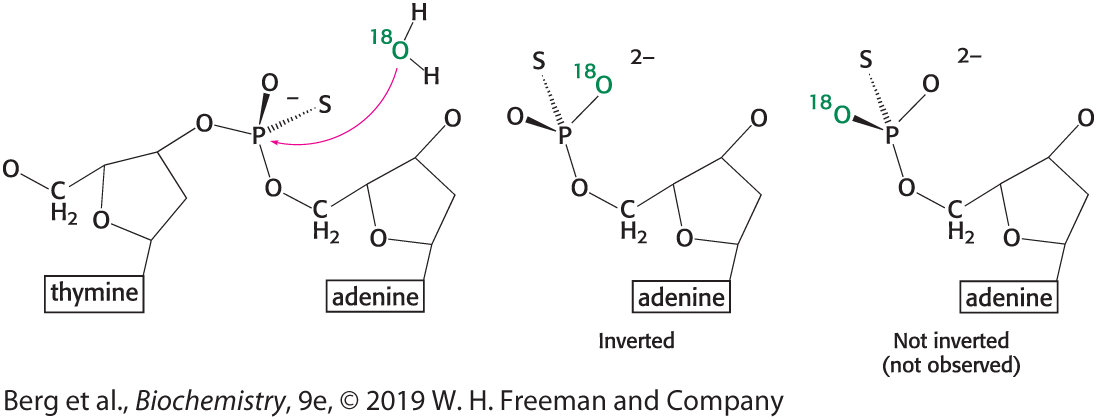 H
18O
H
O
−
S
O
P
O
O
C
H2
O
O
C
H2
O
thymine
adenine
S
18O
2−
O
P
O
O
C
H2
O
adenine
Inverted
S
O
2−
18O
P
O
O
C
H2
O
adenine
Not inverted
(not observed)
Berg et al., Biochemistry, 9e, © 2019 W. H. Freeman and Company